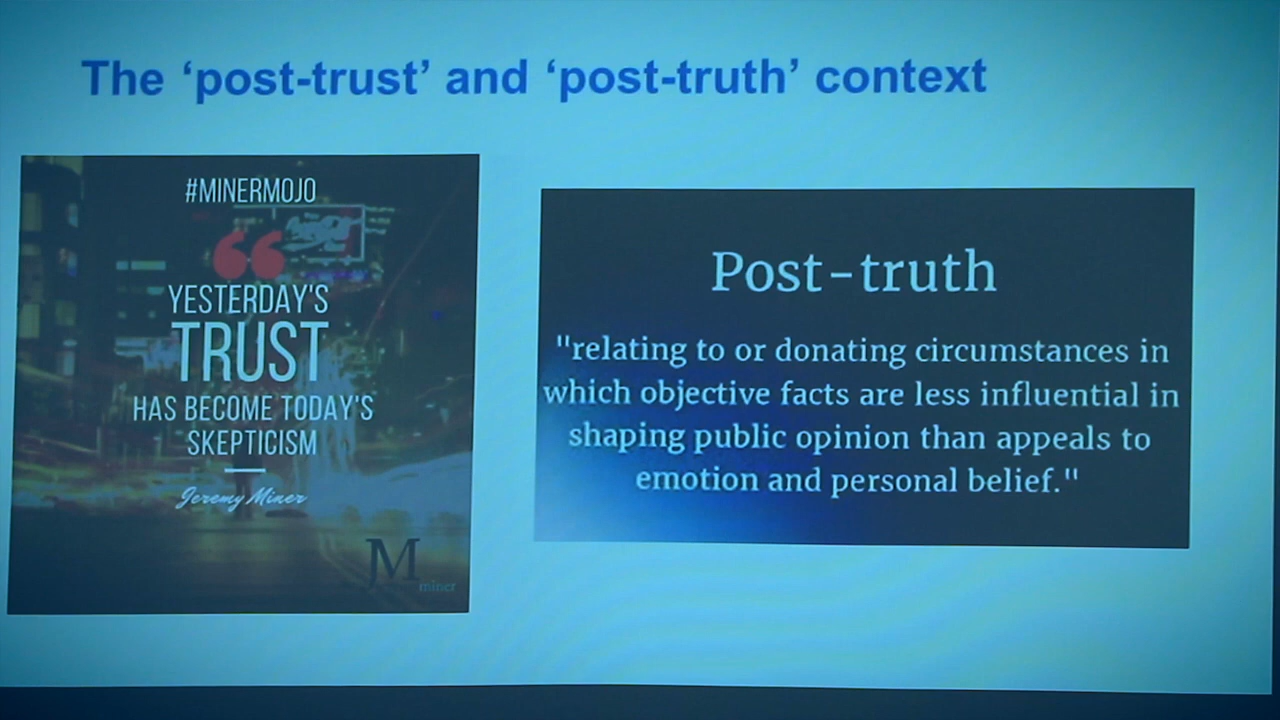 The ‘post-trust’ and ‘post-truth’ context
#MINERMOJO
“
YESTERDAY'S
TRUST
HAS BECOME TODAY'S
SKEPTICISM
Jeremy Miner
JM
miner
Post-truth
"relating to or donating circumstances in
which objective facts are less influential in
shaping public opinion than appeals to
emotion and personal belief."